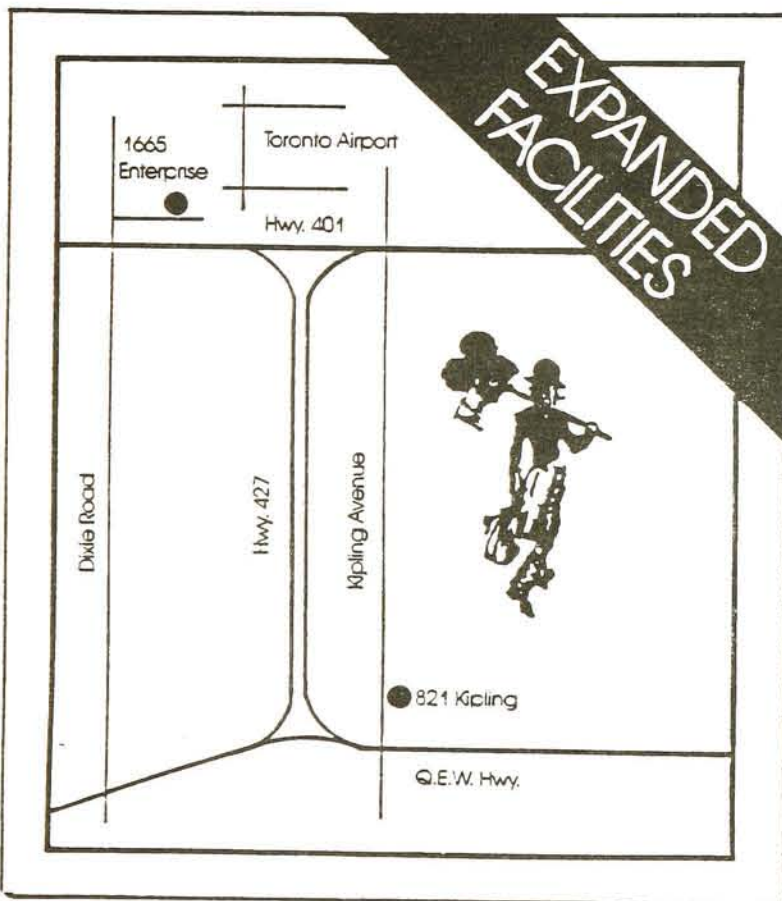 EXPANDED
FACILITIES
1665
Enterprise
Toronto Airport
Hwy. 401
Dixie Road
Hwy. 427
Kipling Avenue
821 Kipling
Q.E.W. Hwy.